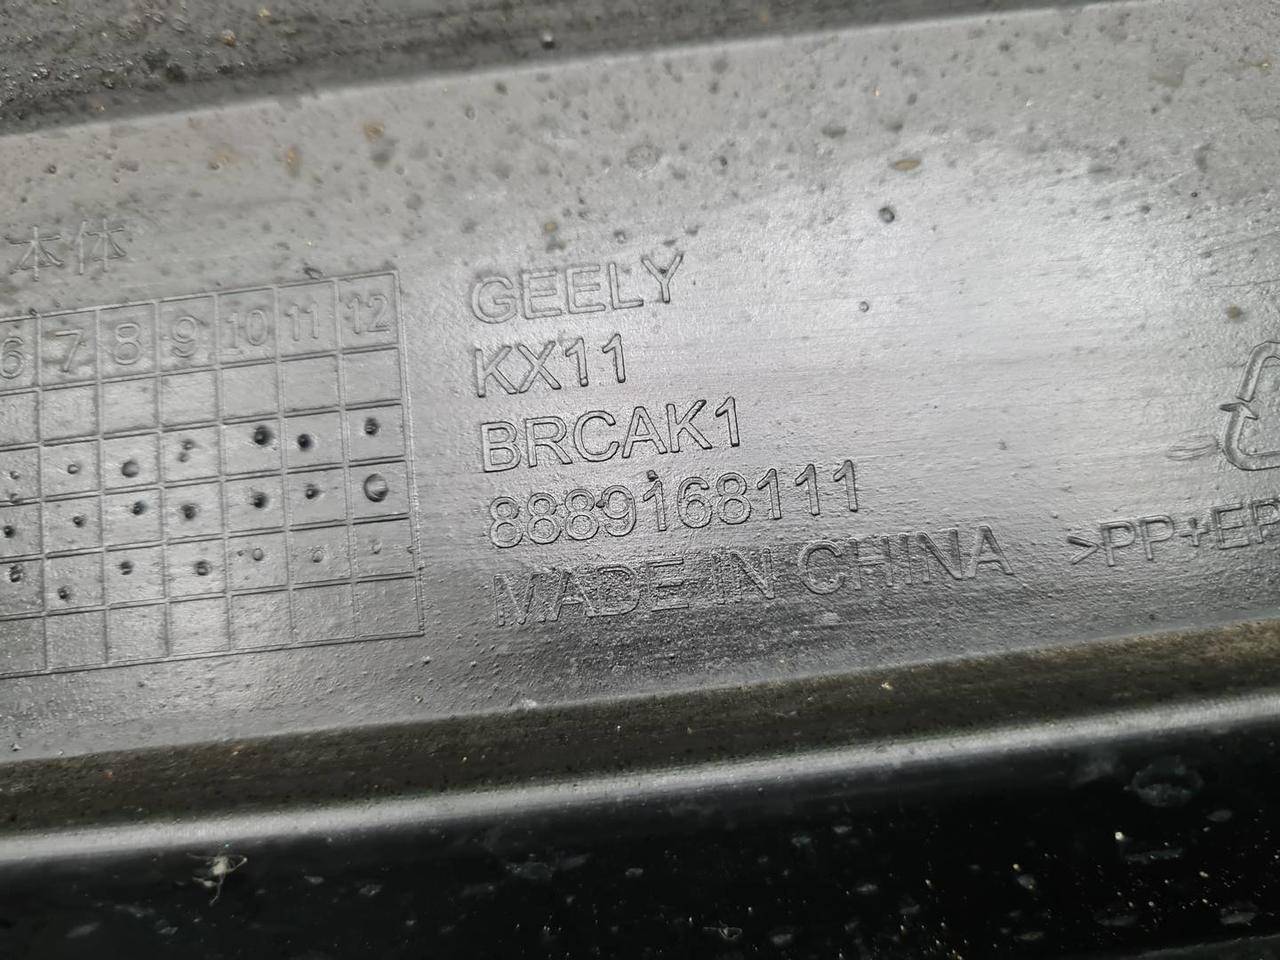 本体
6 7 8 9 10 11 12
GEELY
KX11
BRCAK1
8889168111
MADE IN CHINA
>PP+EP